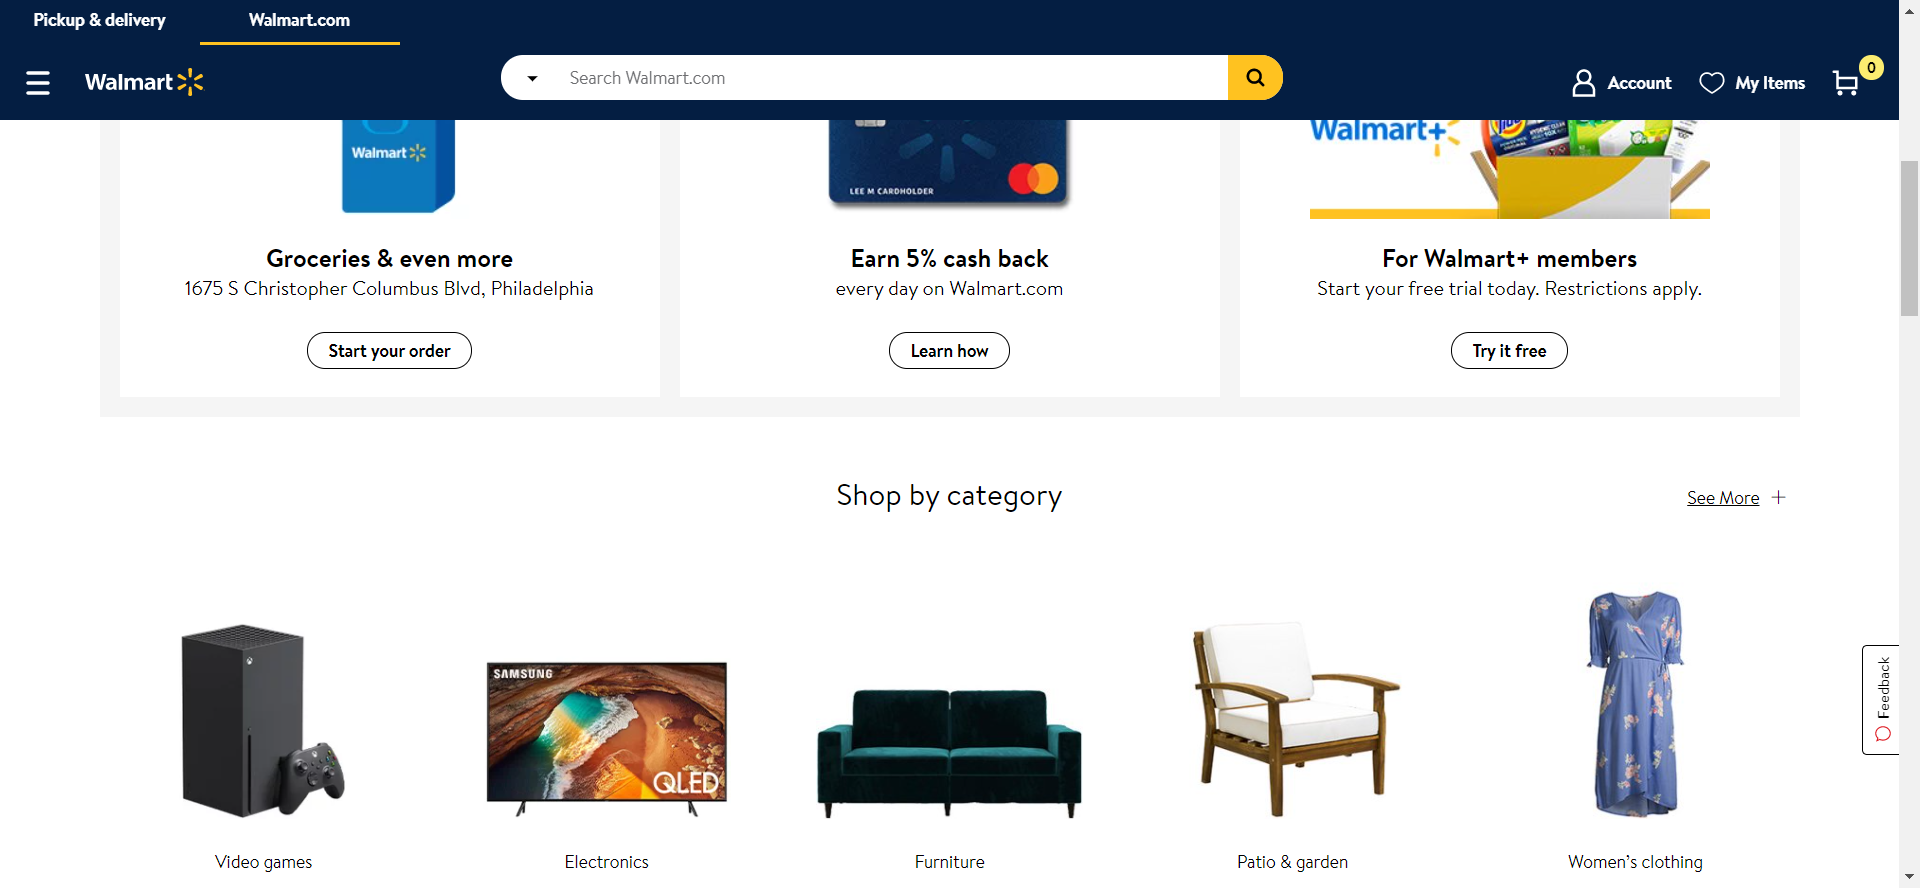 Pickup & delivery
Walmart.com
Walmart
Search Walmart.com
Account
My Items
0
Walmart
LEE M CARDHOLDER
Walmart+
Groceries & even more
1675 S Christopher Columbus Blvd, Philadelphia
Start your order
Earn 5% cash back
every day on Walmart.com
Learn how
For Walmart+ members
Start your free trial today. Restrictions apply.
Try it free
Shop by category
See More
SAMSUNG
QLED
Video games
Electronics
Furniture
Patio & garden
Women’s clothing
Feedback